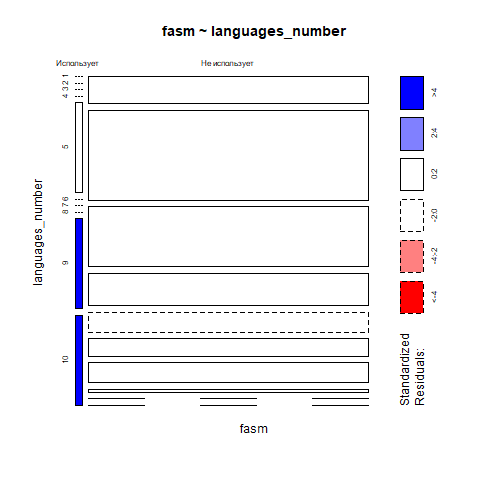 fasm ~ languages_number
Использует
Не использует
1
2
3
4
5
6
7
8
9
10
languages_number
fasm
>4
2:4
0:2
-2:0
-4:-2
<-4
Standardized
Residuals: